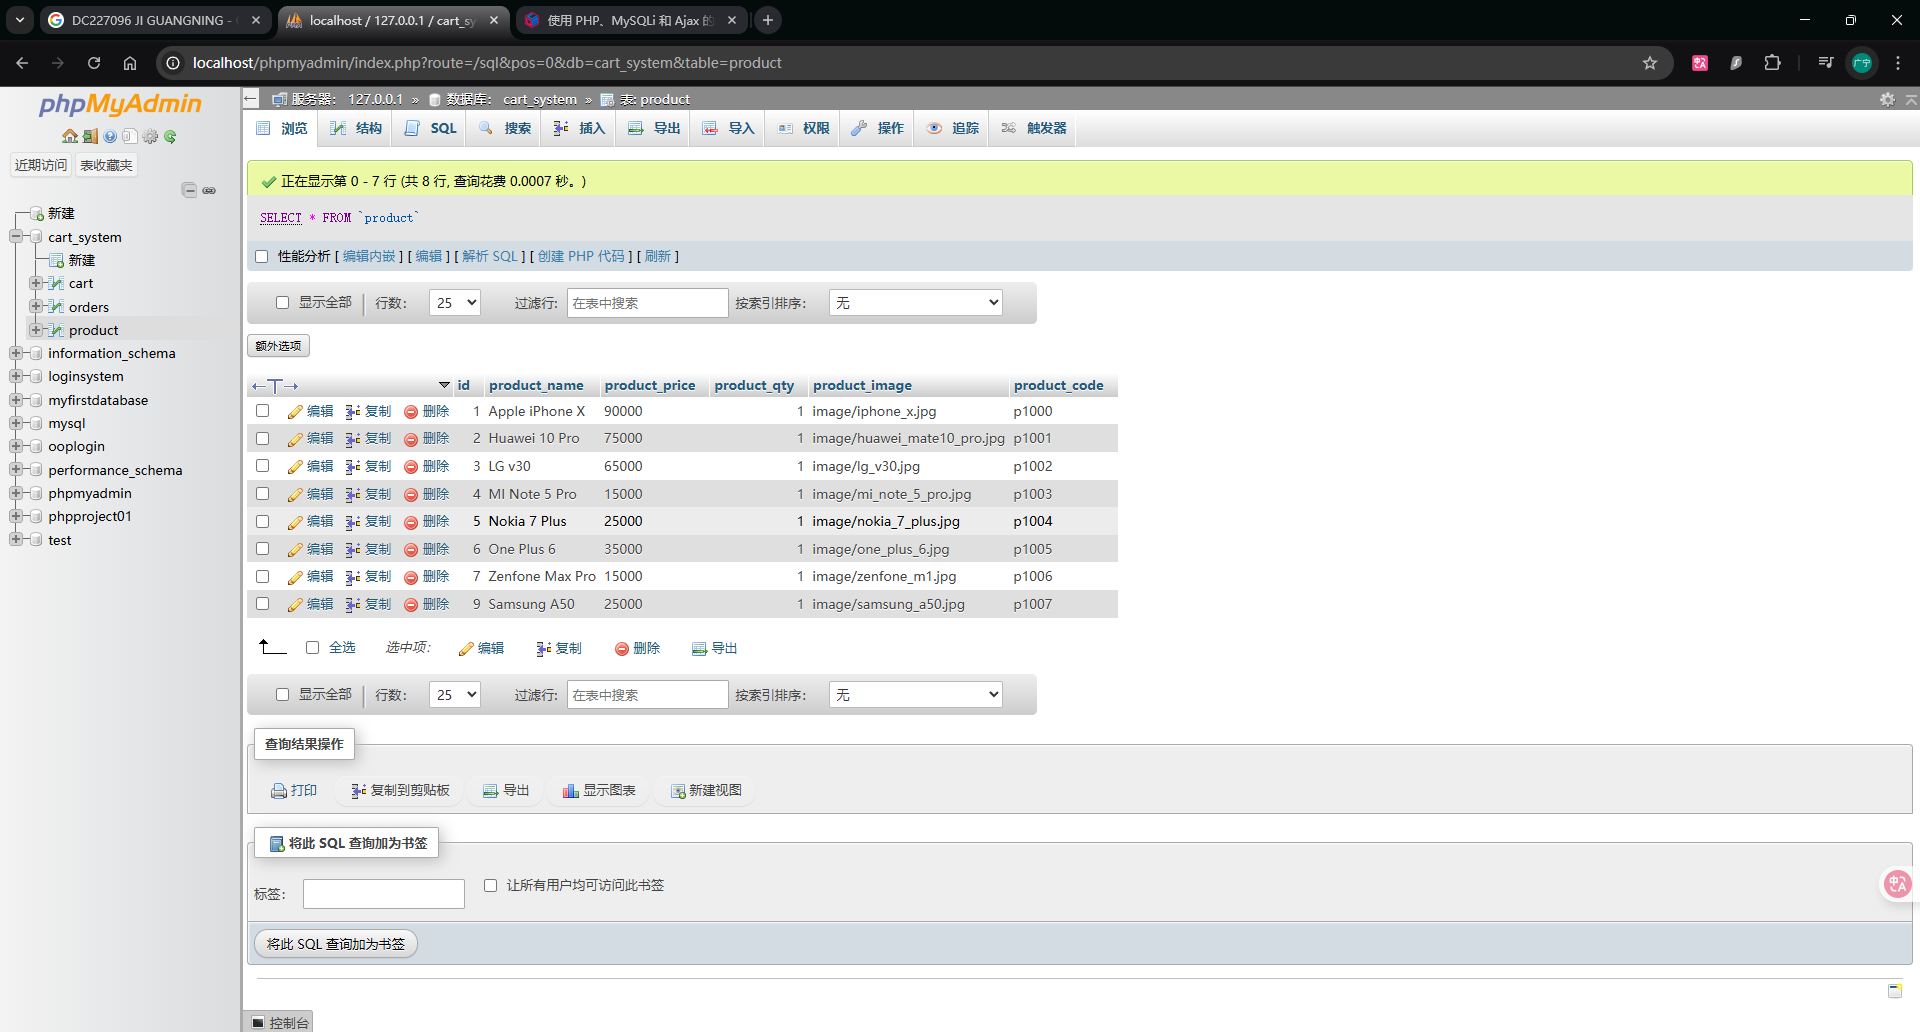 DC227096 JI GUANGNING -
localhost / 127.0.0.1 / cart_sy
使用 PHP、MySQLi 和 Ajax 的
localhost/phpmyadmin/index.php?route=/sql&pos=0&db=cart_system&table=product
中A
广宁
phpMyAdmin
近期访问 表收藏夹
新建
cart_system
新建
cart
orders
product
information_schema
loginsystem
myfirstdatabase
mysql
ooplogin
performance_schema
phpmyadmin
phpproject01
test
服务器: 127.0.0.1 » 数据库: cart_system » 表: product
浏览 结构 SQL 搜索 插入 导出 导入 权限 操作 追踪 触发器
正在显示第 0 - 7 行 (共 8 行, 查询花费 0.0007 秒。)
SELECT * FROM `product`
性能分析 [ 编辑内嵌 ] [ 编辑 ] [ 解析 SQL ] [ 创建 PHP 代码 ] [ 刷新 ]
显示全部 行数: 25 过滤行: 在表中搜索 按索引排序: 无
额外选项
←T→ id product_name product_price product_qty product_image product_code
编辑 复制 删除 1 Apple iPhone X 90000 1 image/iphone_x.jpg p1000
编辑 复制 删除 2 Huawei 10 Pro 75000 1 image/huawei_mate10_pro.jpg p1001
编辑 复制 删除 3 LG v30 65000 1 image/lg_v30.jpg p1002
编辑 复制 删除 4 MI Note 5 Pro 15000 1 image/mi_note_5_pro.jpg p1003
编辑 复制 删除 5 Nokia 7 Plus 25000 1 image/nokia_7_plus.jpg p1004
编辑 复制 删除 6 One Plus 6 35000 1 image/one_plus_6.jpg p1005
编辑 复制 删除 7 Zenfone Max Pro 15000 1 image/zenfone_m1.jpg p1006
编辑 复制 删除 9 Samsung A50 25000 1 image/samsung_a50.jpg p1007
全选 选中项: 编辑 复制 删除 导出
显示全部 行数: 25 过滤行: 在表中搜索 按索引排序: 无
查询结果操作
打印 复制到剪贴板 导出 显示图表 新建视图
将此 SQL 查询加为书签
标签: 让所有用户均可访问此书签
将此 SQL 查询加为书签
中A
控制台